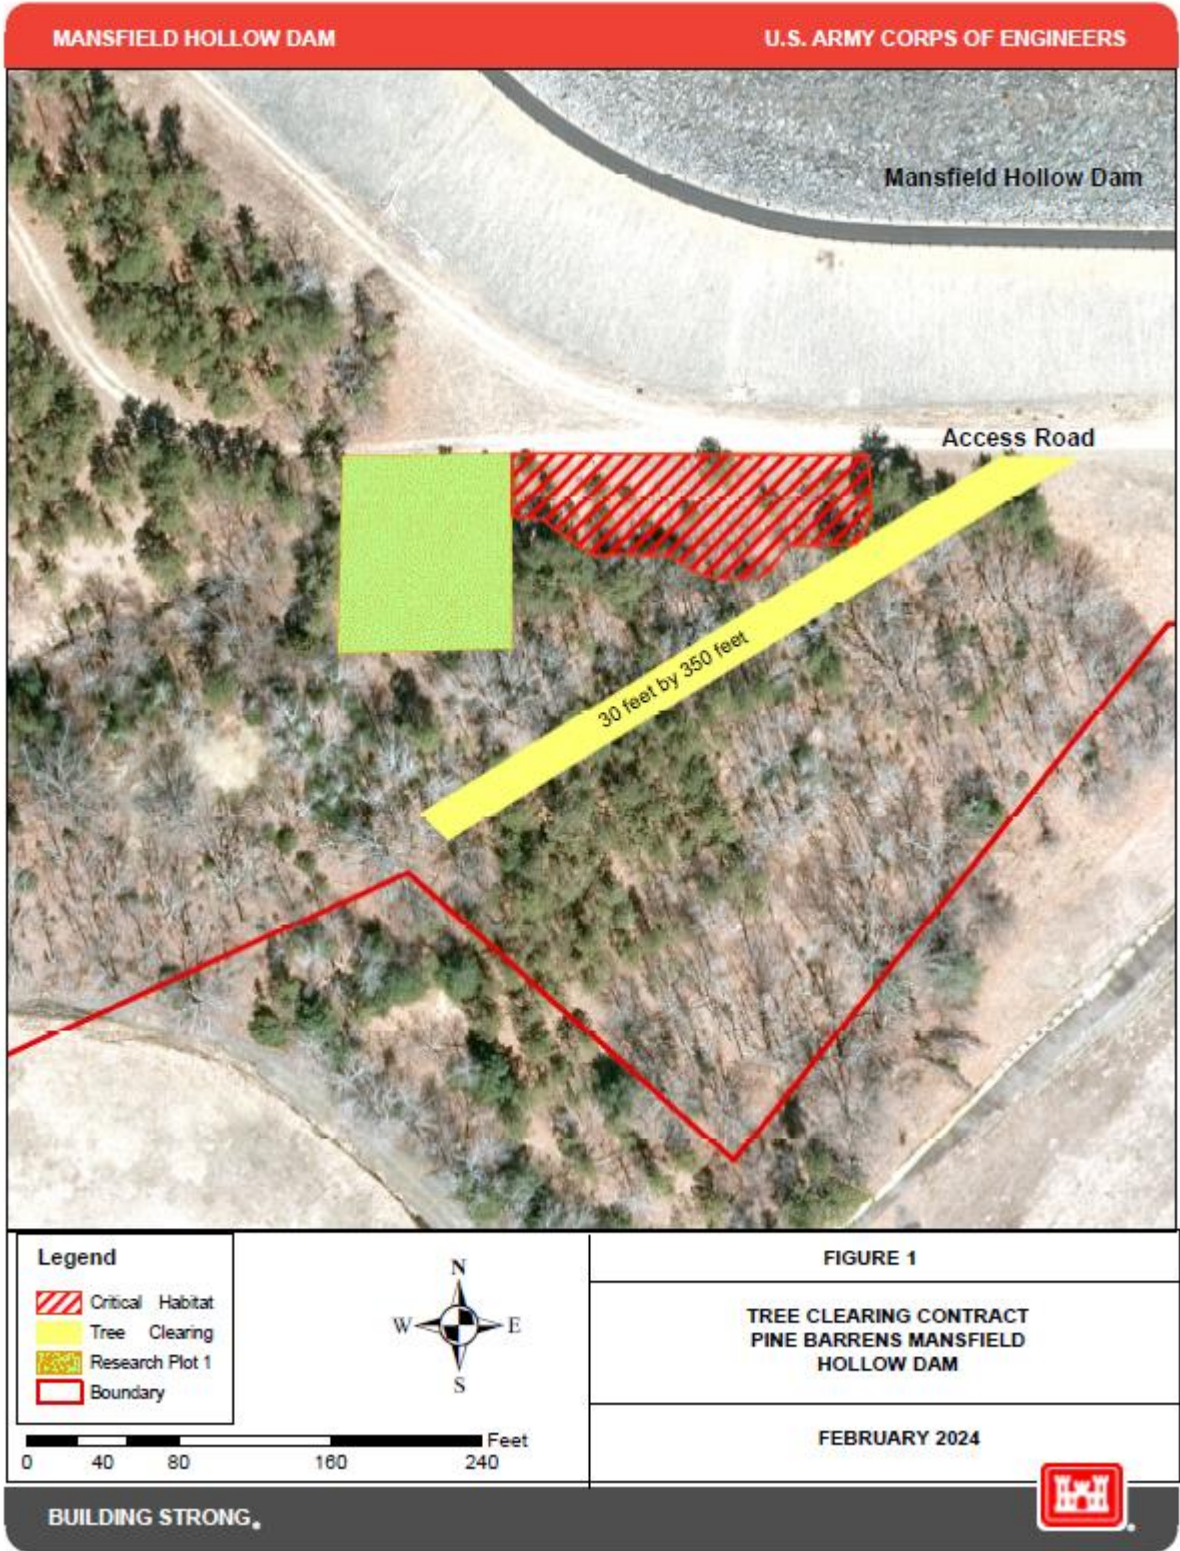 MANSFIELD HOLLOW DAM
U.S. ARMY CORPS OF ENGINEERS
Mansfield Hollow Dam
Access Road
30 feet by 350 feet
Legend
Critical Habitat
Tree Clearing
Research Plot 1
Boundary
N
W E
S
Feet
0 40 80 160 240
FIGURE 1
TREE CLEARING CONTRACT
PINE BARRENS MANSFIELD
HOLLOW DAM
FEBRUARY 2024
BUILDING STRONG®